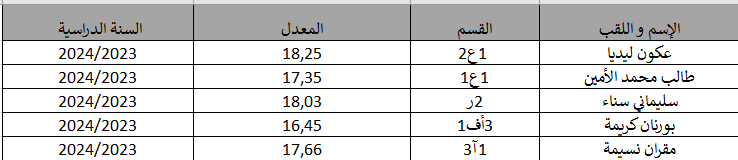 الإسم و اللقب القسم المعدل السنة الدراسية
عكون ليديا 1ع2 18,25 2024/2023
طالب محمد الأمين 1ع1 17,35 2024/2023
سليماني سناء 2ر 18,03 2024/2023
بورنان كريمة 3أف1 16,45 2024/2023
مقران نسيمة 1آ3 17,66 2024/2023